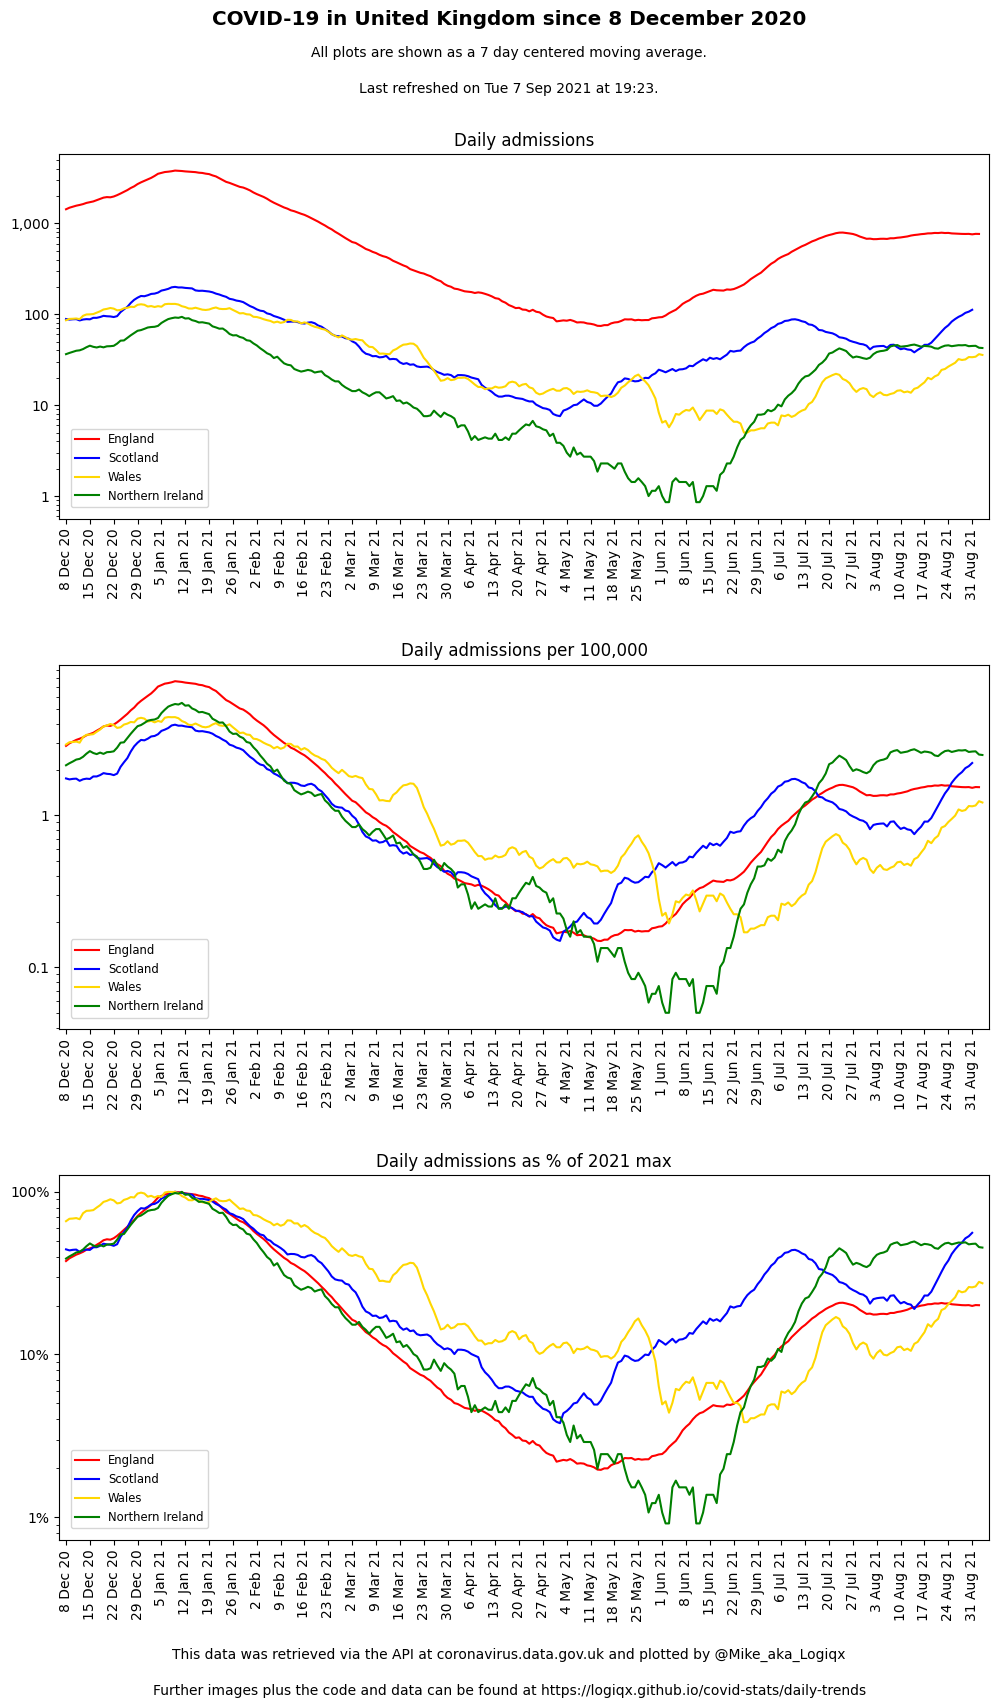 COVID-19 in United Kingdom since 8 December 2020
All plots are shown as a 7 day centered moving average.
Last refreshed on Tue 7 Sep 2021 at 19:23.
Daily admissions
1,000
100
10
1
England
Scotland
Wales
Northern Ireland
8 Dec 20
15 Dec 20
22 Dec 20
29 Dec 20
5 Jan 21
12 Jan 21
19 Jan 21
26 Jan 21
2 Feb 21
9 Feb 21
16 Feb 21
23 Feb 21
2 Mar 21
9 Mar 21
16 Mar 21
23 Mar 21
30 Mar 21
6 Apr 21
13 Apr 21
20 Apr 21
27 Apr 21
4 May 21
11 May 21
18 May 21
25 May 21
1 Jun 21
8 Jun 21
15 Jun 21
22 Jun 21
29 Jun 21
6 Jul 21
13 Jul 21
20 Jul 21
27 Jul 21
3 Aug 21
10 Aug 21
17 Aug 21
24 Aug 21
31 Aug 21
Daily admissions per 100,000
1
0.1
England
Scotland
Wales
Northern Ireland
8 Dec 20
15 Dec 20
22 Dec 20
29 Dec 20
5 Jan 21
12 Jan 21
19 Jan 21
26 Jan 21
2 Feb 21
9 Feb 21
16 Feb 21
23 Feb 21
2 Mar 21
9 Mar 21
16 Mar 21
23 Mar 21
30 Mar 21
6 Apr 21
13 Apr 21
20 Apr 21
27 Apr 21
4 May 21
11 May 21
18 May 21
25 May 21
1 Jun 21
8 Jun 21
15 Jun 21
22 Jun 21
29 Jun 21
6 Jul 21
13 Jul 21
20 Jul 21
27 Jul 21
3 Aug 21
10 Aug 21
17 Aug 21
24 Aug 21
31 Aug 21
Daily admissions as % of 2021 max
100%
10%
1%
England
Scotland
Wales
Northern Ireland
8 Dec 20
15 Dec 20
22 Dec 20
29 Dec 20
5 Jan 21
12 Jan 21
19 Jan 21
26 Jan 21
2 Feb 21
9 Feb 21
16 Feb 21
23 Feb 21
2 Mar 21
9 Mar 21
16 Mar 21
23 Mar 21
30 Mar 21
6 Apr 21
13 Apr 21
20 Apr 21
27 Apr 21
4 May 21
11 May 21
18 May 21
25 May 21
1 Jun 21
8 Jun 21
15 Jun 21
22 Jun 21
29 Jun 21
6 Jul 21
13 Jul 21
20 Jul 21
27 Jul 21
3 Aug 21
10 Aug 21
17 Aug 21
24 Aug 21
31 Aug 21
This data was retrieved via the API at coronavirus.data.gov.uk and plotted by @Mike_aka_Logiqx
Further images plus the code and data can be found at https://logiqx.github.io/covid-stats/daily-trends